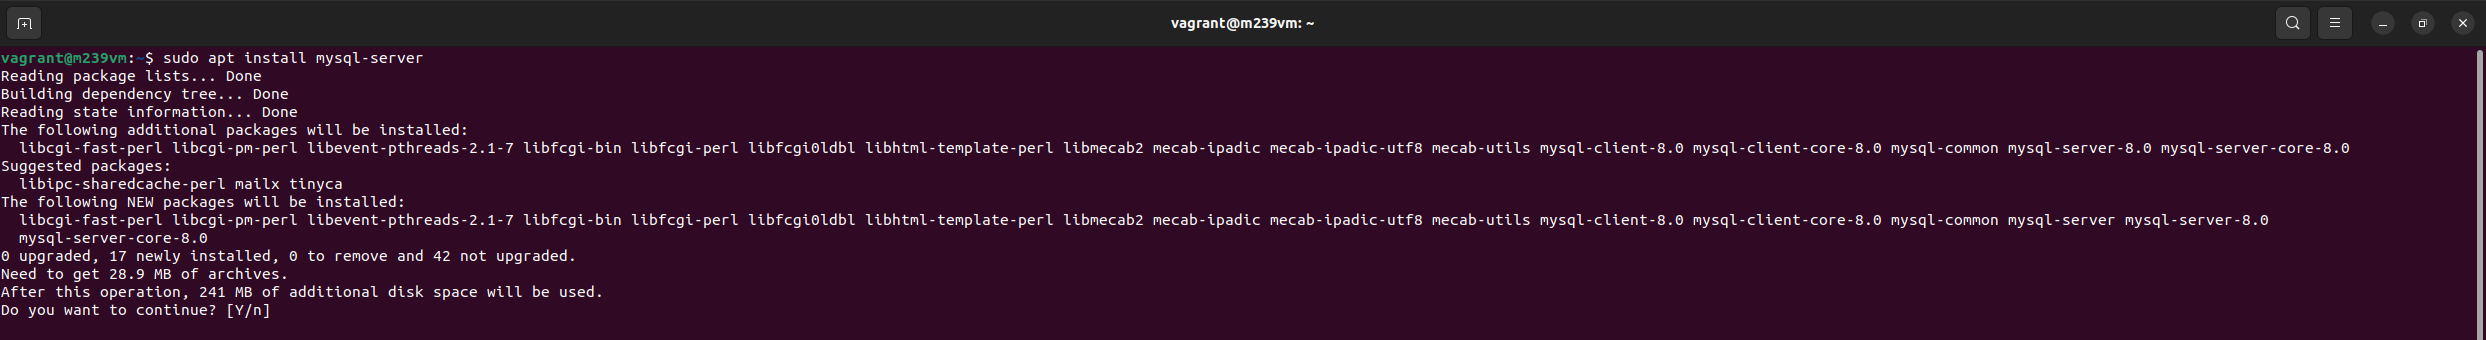 vagrant@m239vm: ~
vagrant@m239vm:~$ sudo apt install mysql-server
Reading package lists... Done
Building dependency tree... Done
Reading state information... Done
The following additional packages will be installed:
  libcgi-fast-perl libcgi-pm-perl libevent-pthreads-2.1-7 libfcgi-bin libfcgi-perl libfcgi0ldbl libhtml-template-perl libmecab2 mecab-ipadic mecab-ipadic-utf8 mecab-utils mysql-client-8.0 mysql-client-core-8.0 mysql-common mysql-server-8.0 mysql-server-core-8.0
Suggested packages:
  libipc-sharedcache-perl mailx tinyca
The following NEW packages will be installed:
  libcgi-fast-perl libcgi-pm-perl libevent-pthreads-2.1-7 libfcgi-bin libfcgi-perl libfcgi0ldbl libhtml-template-perl libmecab2 mecab-ipadic mecab-ipadic-utf8 mecab-utils mysql-client-8.0 mysql-client-core-8.0 mysql-common mysql-server mysql-server-8.0
  mysql-server-core-8.0
0 upgraded, 17 newly installed, 0 to remove and 42 not upgraded.
Need to get 28.9 MB of archives.
After this operation, 241 MB of additional disk space will be used.
Do you want to continue? [Y/n]